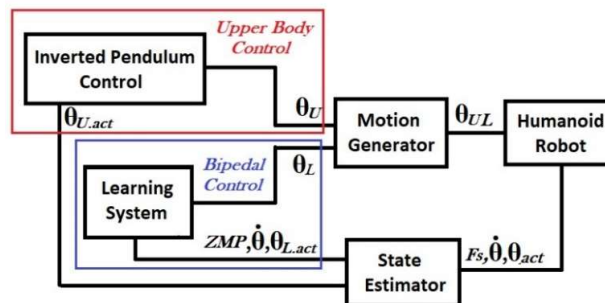 Upper Body
Control
Inverted Pendulum
Control
θU.act
θU
Motion
Generator
θUL
Humanoid
Robot
Bipedal
Control
θL
Learning
System
ZMP,θ̇,θL.act
State
Estimator
Fs,θ̇,θact